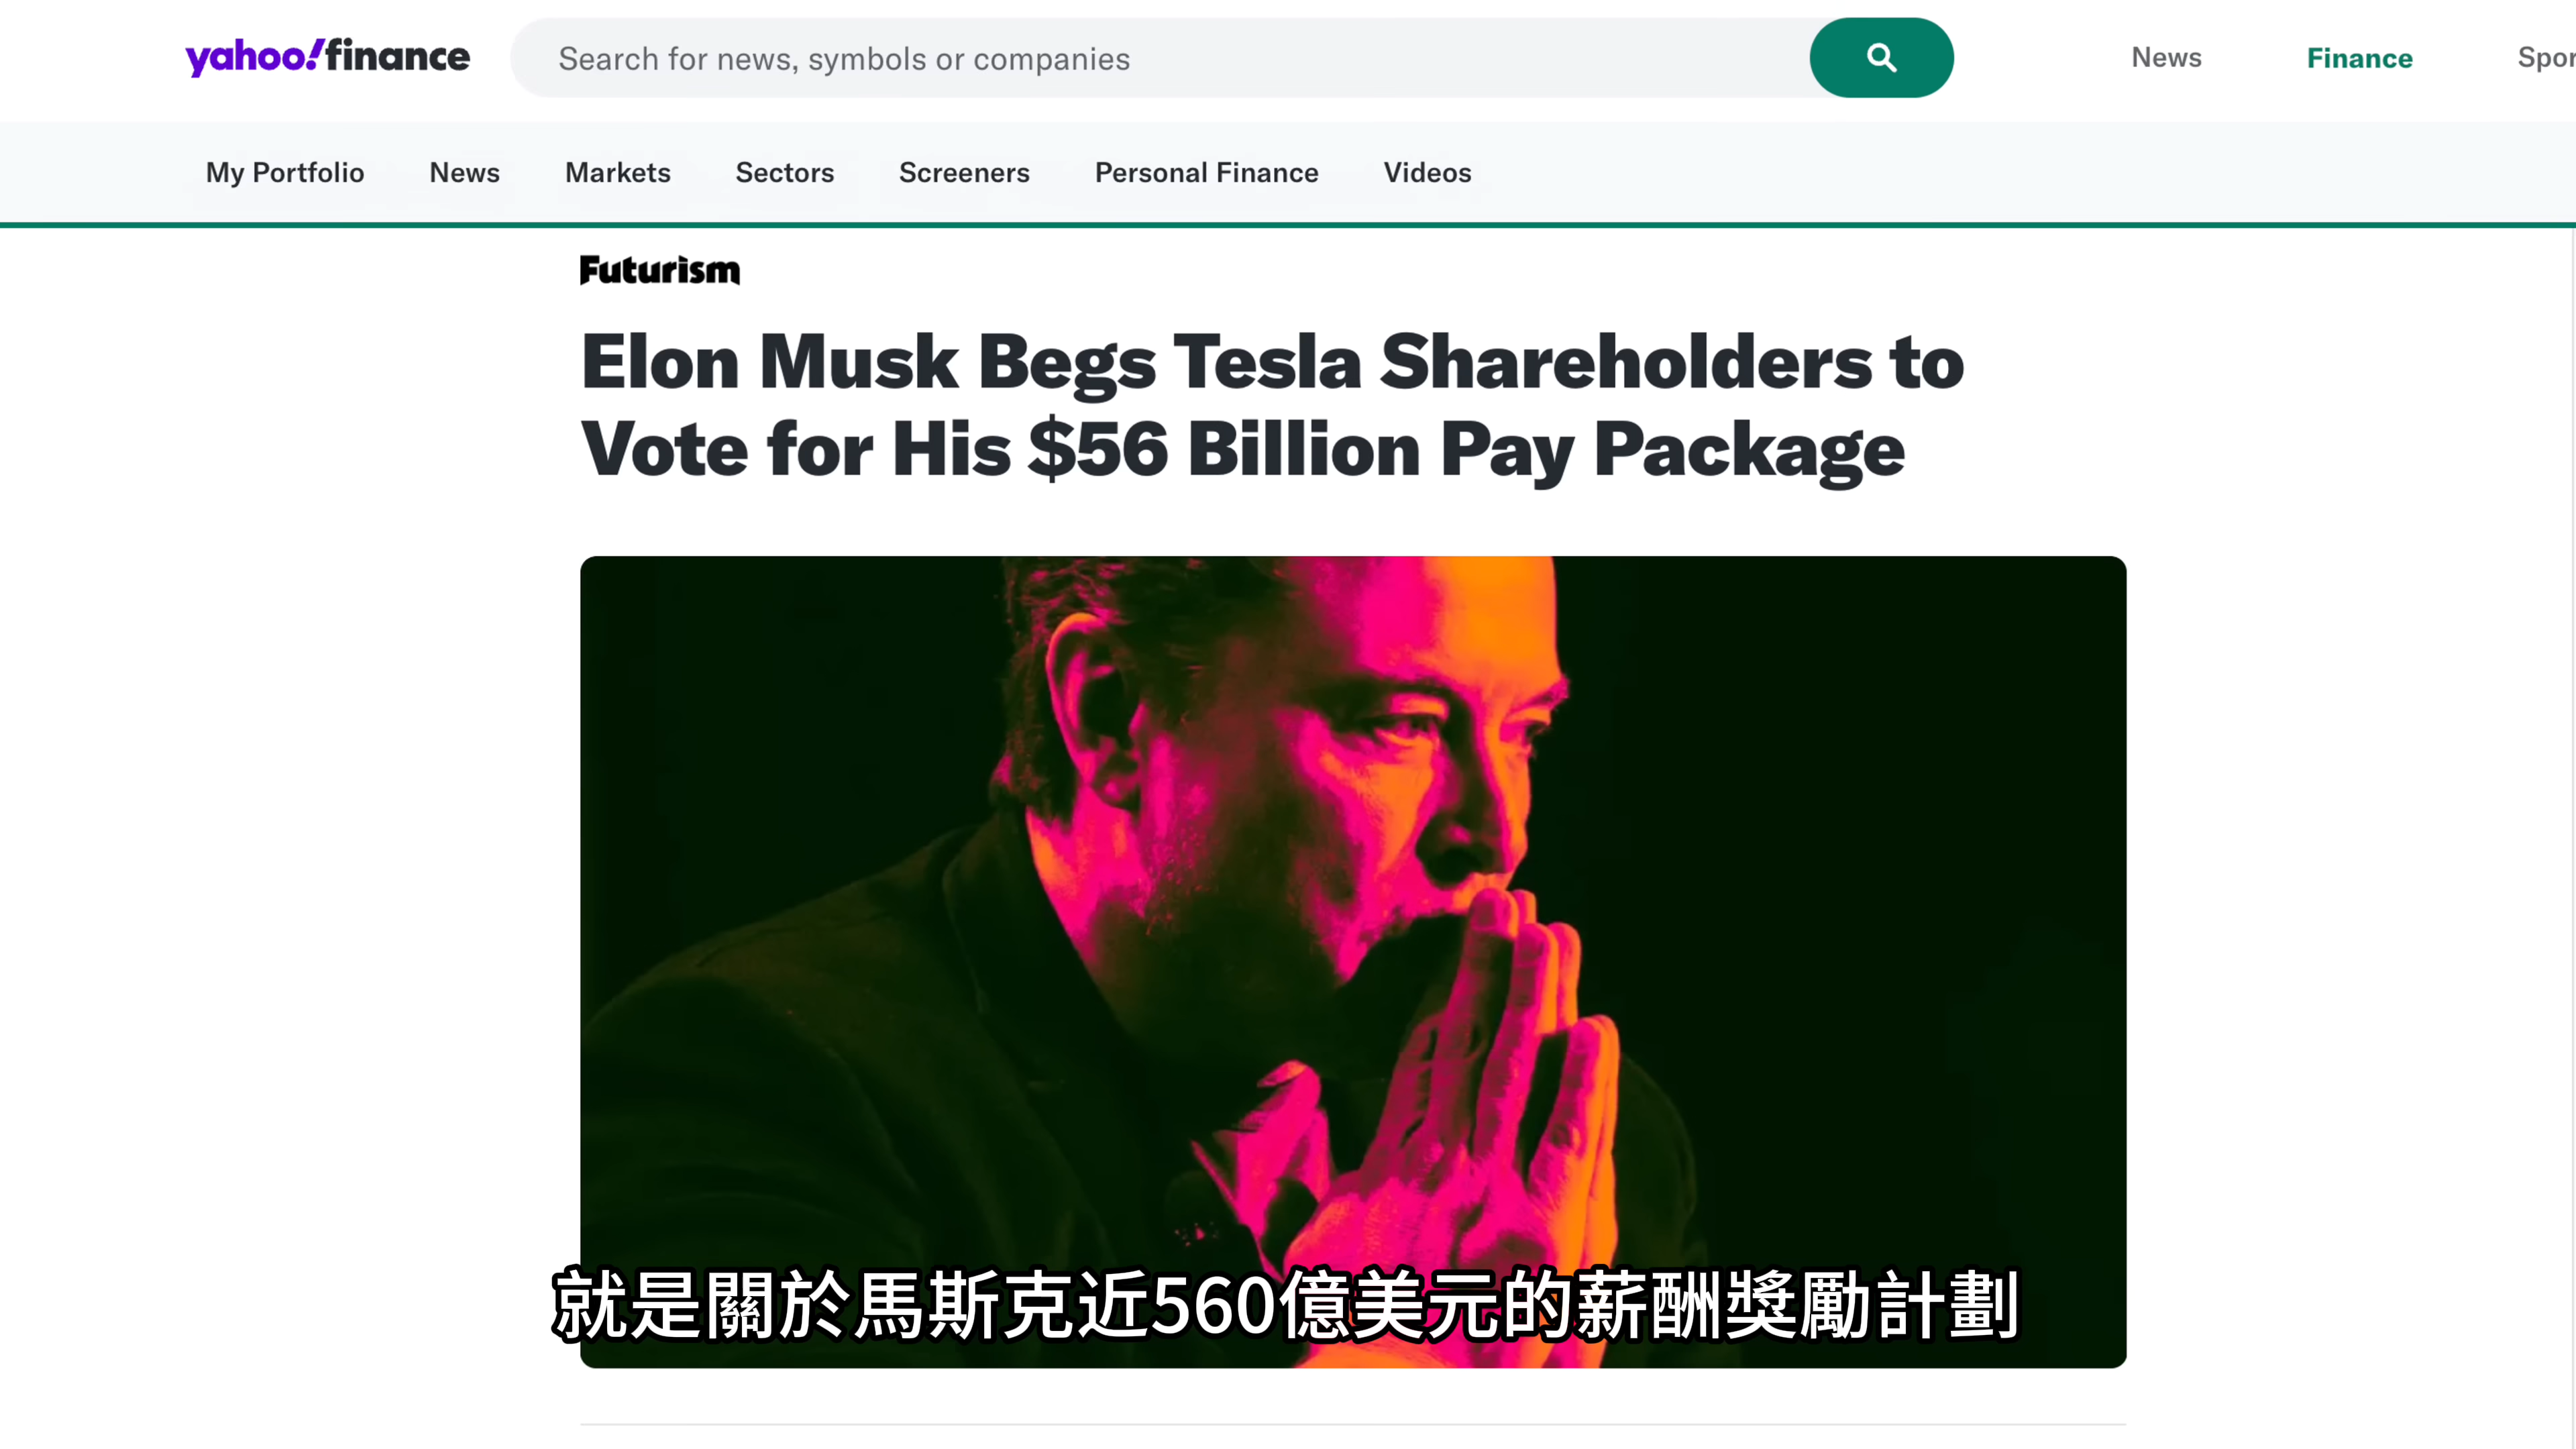 yahoo!finance
Search for news, symbols or companies
News
Finance
Spor
My Portfolio
News
Markets
Sectors
Screeners
Personal Finance
Videos
Futurism
Elon Musk Begs Tesla Shareholders to
Vote for His $56 Billion Pay Package
就是關於馬斯克近560億美元的薪酬獎勵計劃